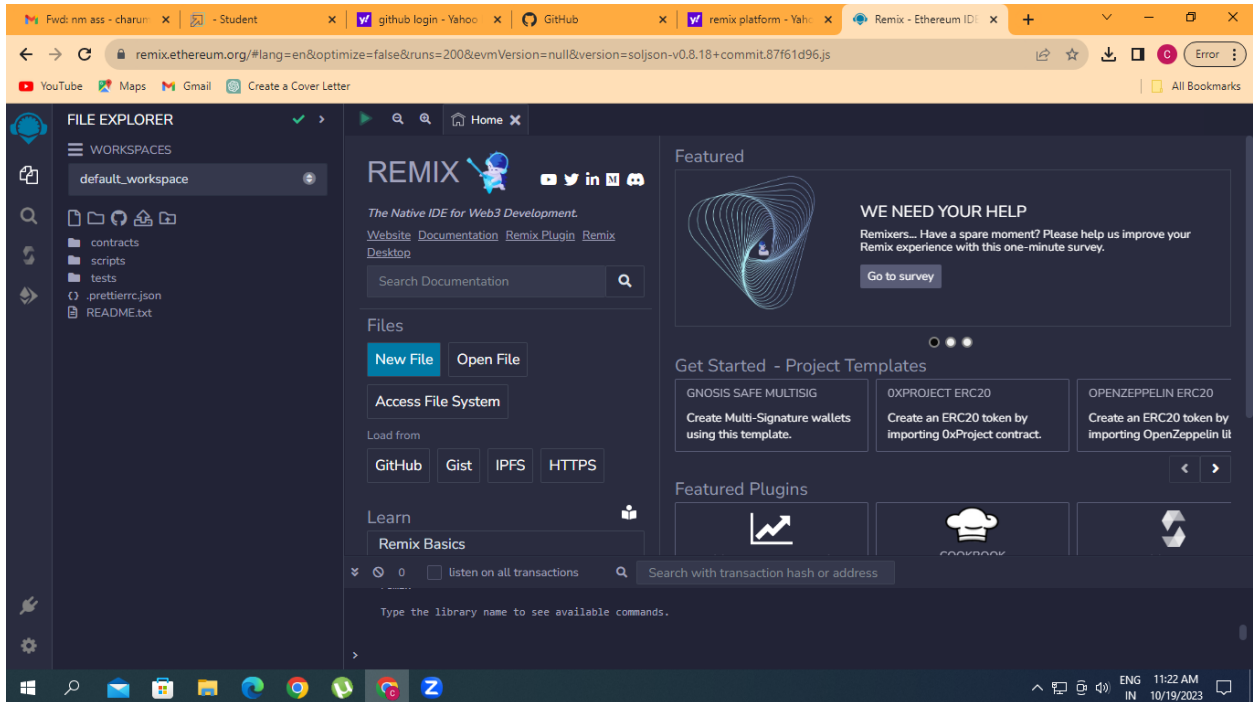 Fwd: nm ass - charum
- Student
github login - Yahoo
GitHub
remix platform - Yaho
Remix - Ethereum IDE
remix.ethereum.org/#lang=en&optimize=false&runs=200&evmVersion=null&version=soljson-v0.8.18+commit.87f61d96.js
C
Error
YouTube
Maps
Gmail
Create a Cover Letter
All Bookmarks
FILE EXPLORER
WORKSPACES
default_workspace
contracts
scripts
tests
.prettierrc.json
README.txt
Home
REMIX
The Native IDE for Web3 Development.
Website Documentation Remix Plugin Remix
Desktop
Search Documentation
Files
New File Open File
Access File System
Load from
GitHub Gist IPFS HTTPS
Learn
Remix Basics
Featured
WE NEED YOUR HELP
Remixers... Have a spare moment? Please help us improve your
Remix experience with this one-minute
survey.
Go to survey
Get Started - Project Templates
GNOSIS SAFE MULTISIG
Create Multi-Signature wallets
using this template.
0XPROJECT ERC20
Create an ERC20 token by
importing 0xProject contract.
OPENZEPPELIN ERC20
Create an ERC20 token by
importing OpenZeppelin lib
Featured Plugins
COOKBOOK
0
listen on all transactions
Search with transaction hash or address
Type the library name to see available commands.
>
ENG
IN
11:22 AM
10/19/2023